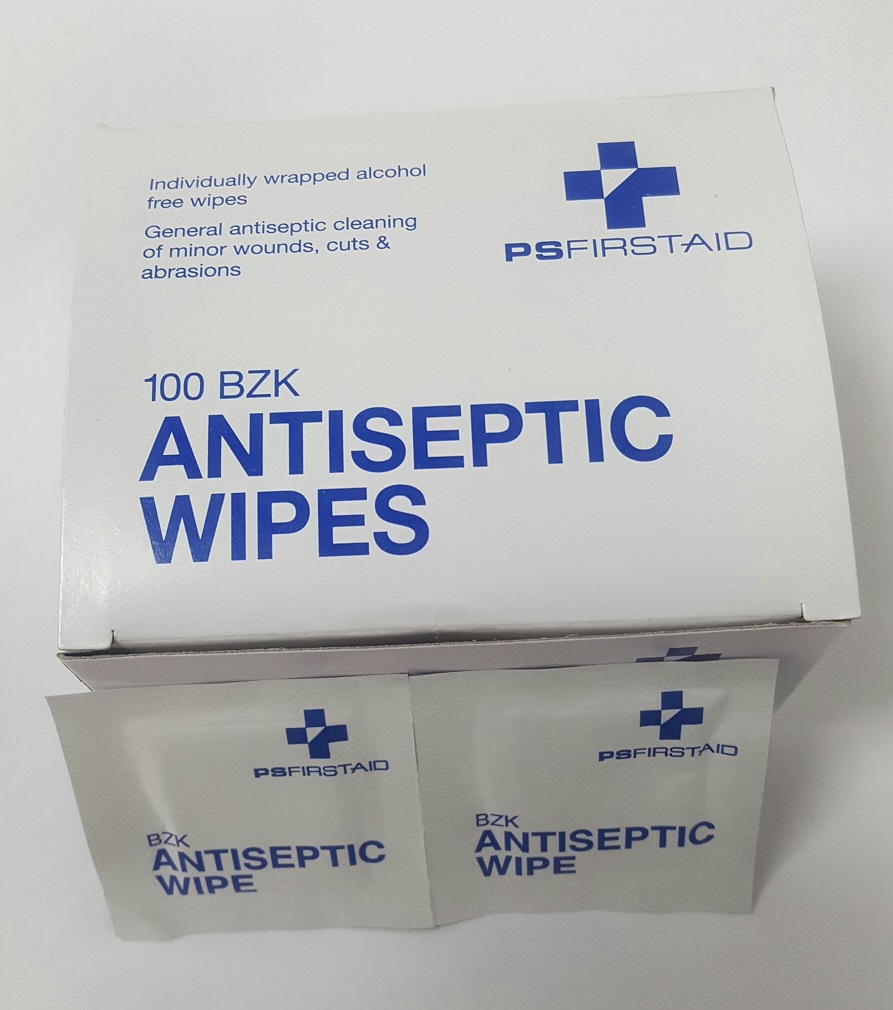 Individually wrapped alcohol
free wipes
General antiseptic cleaning
of minor wounds, cuts &
abrasions
PSFIRSTAID
100 BZK
ANTISEPTIC
WIPES
PSFIRSTAID
BZK
ANTISEPTIC
WIPE
PSFIRSTAID
BZK
ANTISEPTIC
WIPE